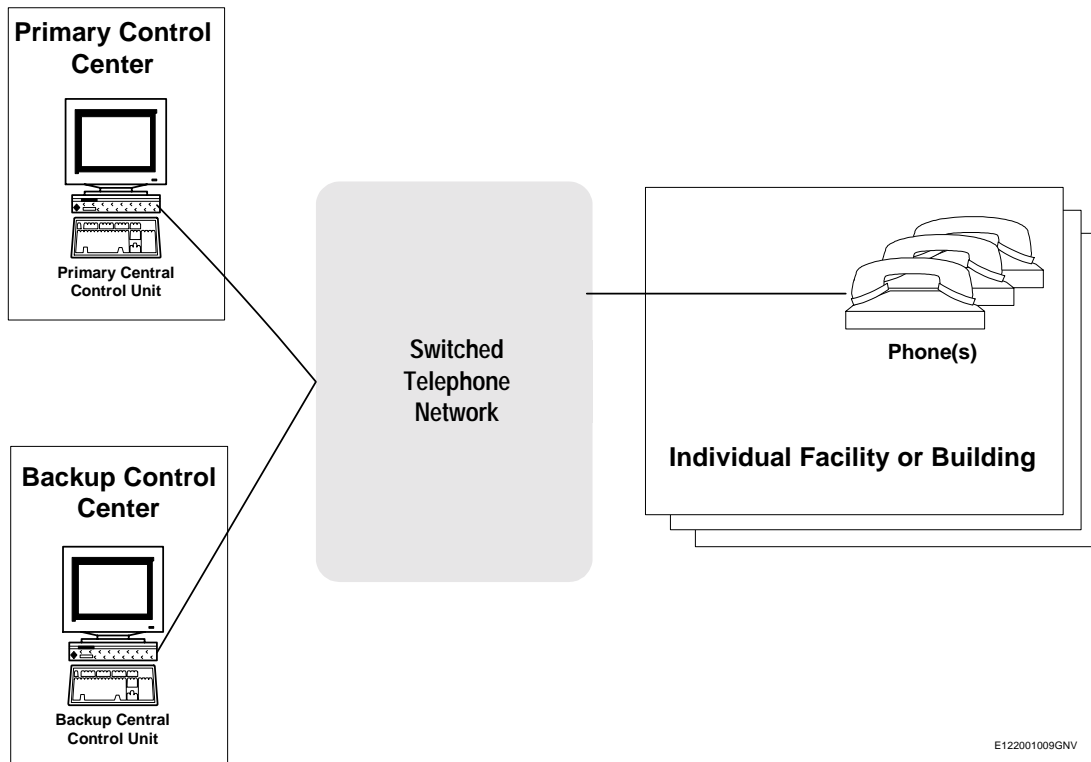 Primary Control
Center
Primary Central
Control Unit
Switched
Telephone
Network
Phone(s)
Individual Facility or Building
Backup Control
Center
Backup Central
Control Unit
E122001009GNV